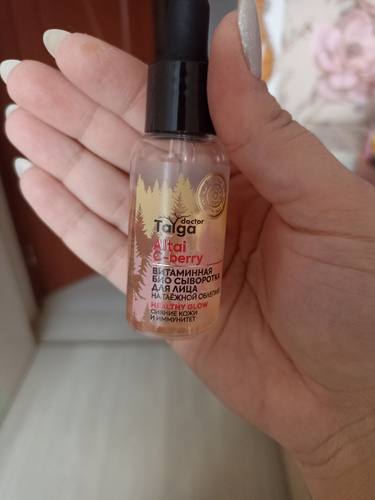 doctor
Taiga
Altai
C-berry
ВИТАМИННАЯ
БИО СЫВОРОТКА
ДЛЯ ЛИЦА
НА ТАЁЖНОЙ ОБЛЕПИХЕ
HEALTHY GLOW
СИЯНИЕ КОЖИ
И ИММУНИТЕТ